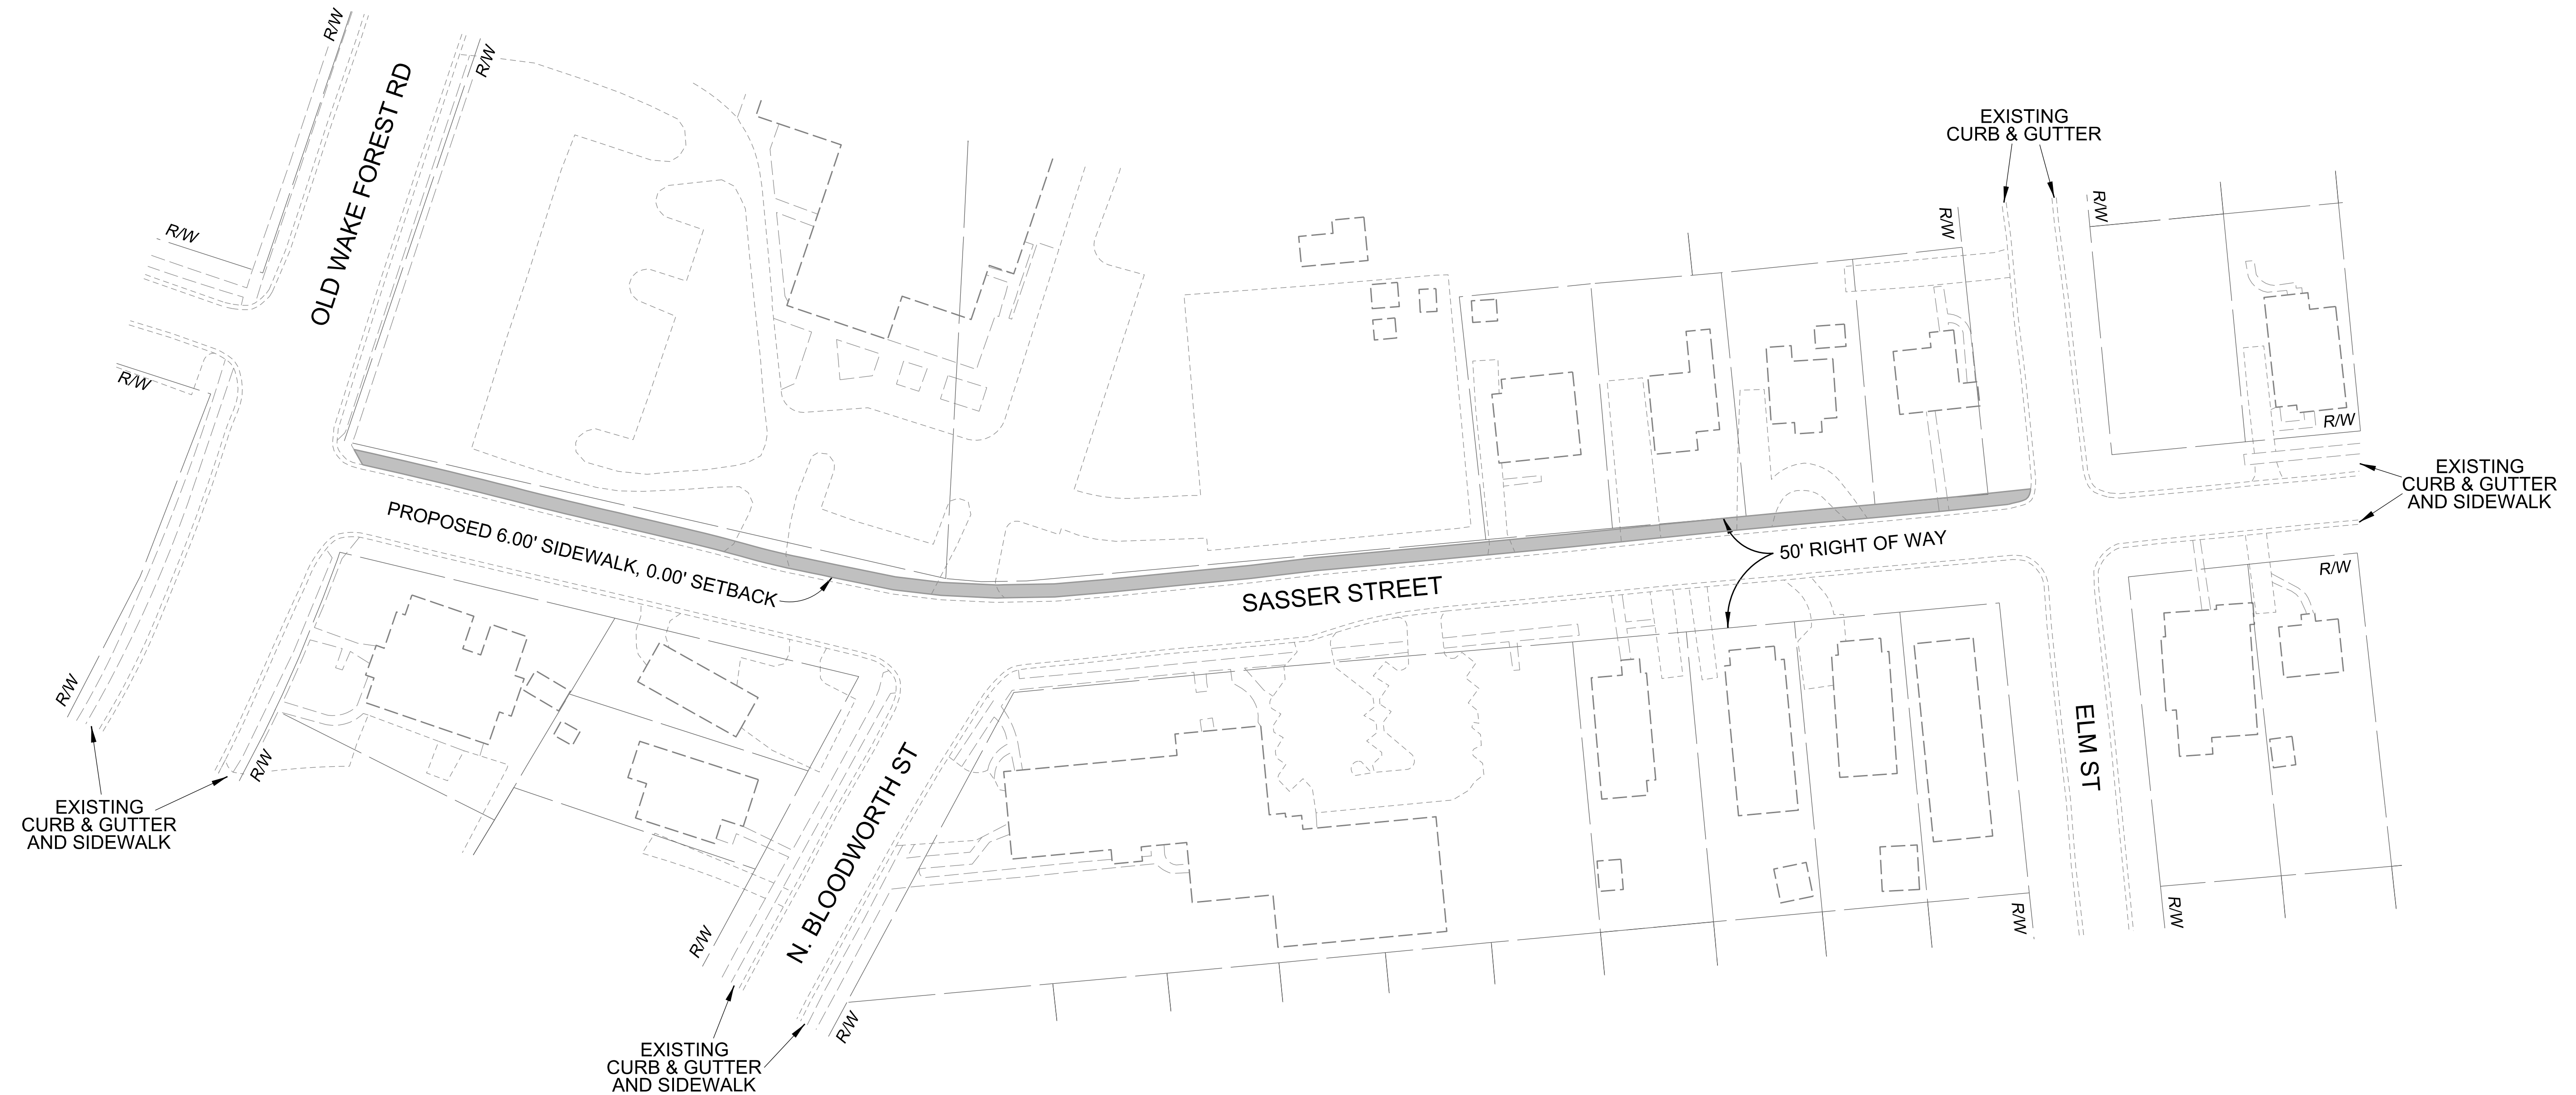 R/W
R/W
OLD WAKE FOREST RD
R/W
R/W
EXISTING
CURB & GUTTER
R/W
R/W
R/W
EXISTING
CURB & GUTTER
AND SIDEWALK
PROPOSED 6.00' SIDEWALK, 0.00' SETBACK
50' RIGHT OF WAY
SASSER STREET
R/W
R/W
R/W
EXISTING
CURB & GUTTER
AND SIDEWALK
N. BLOODWORTH ST
ELM ST
R/W
R/W
R/W
R/W
EXISTING
CURB & GUTTER
AND SIDEWALK